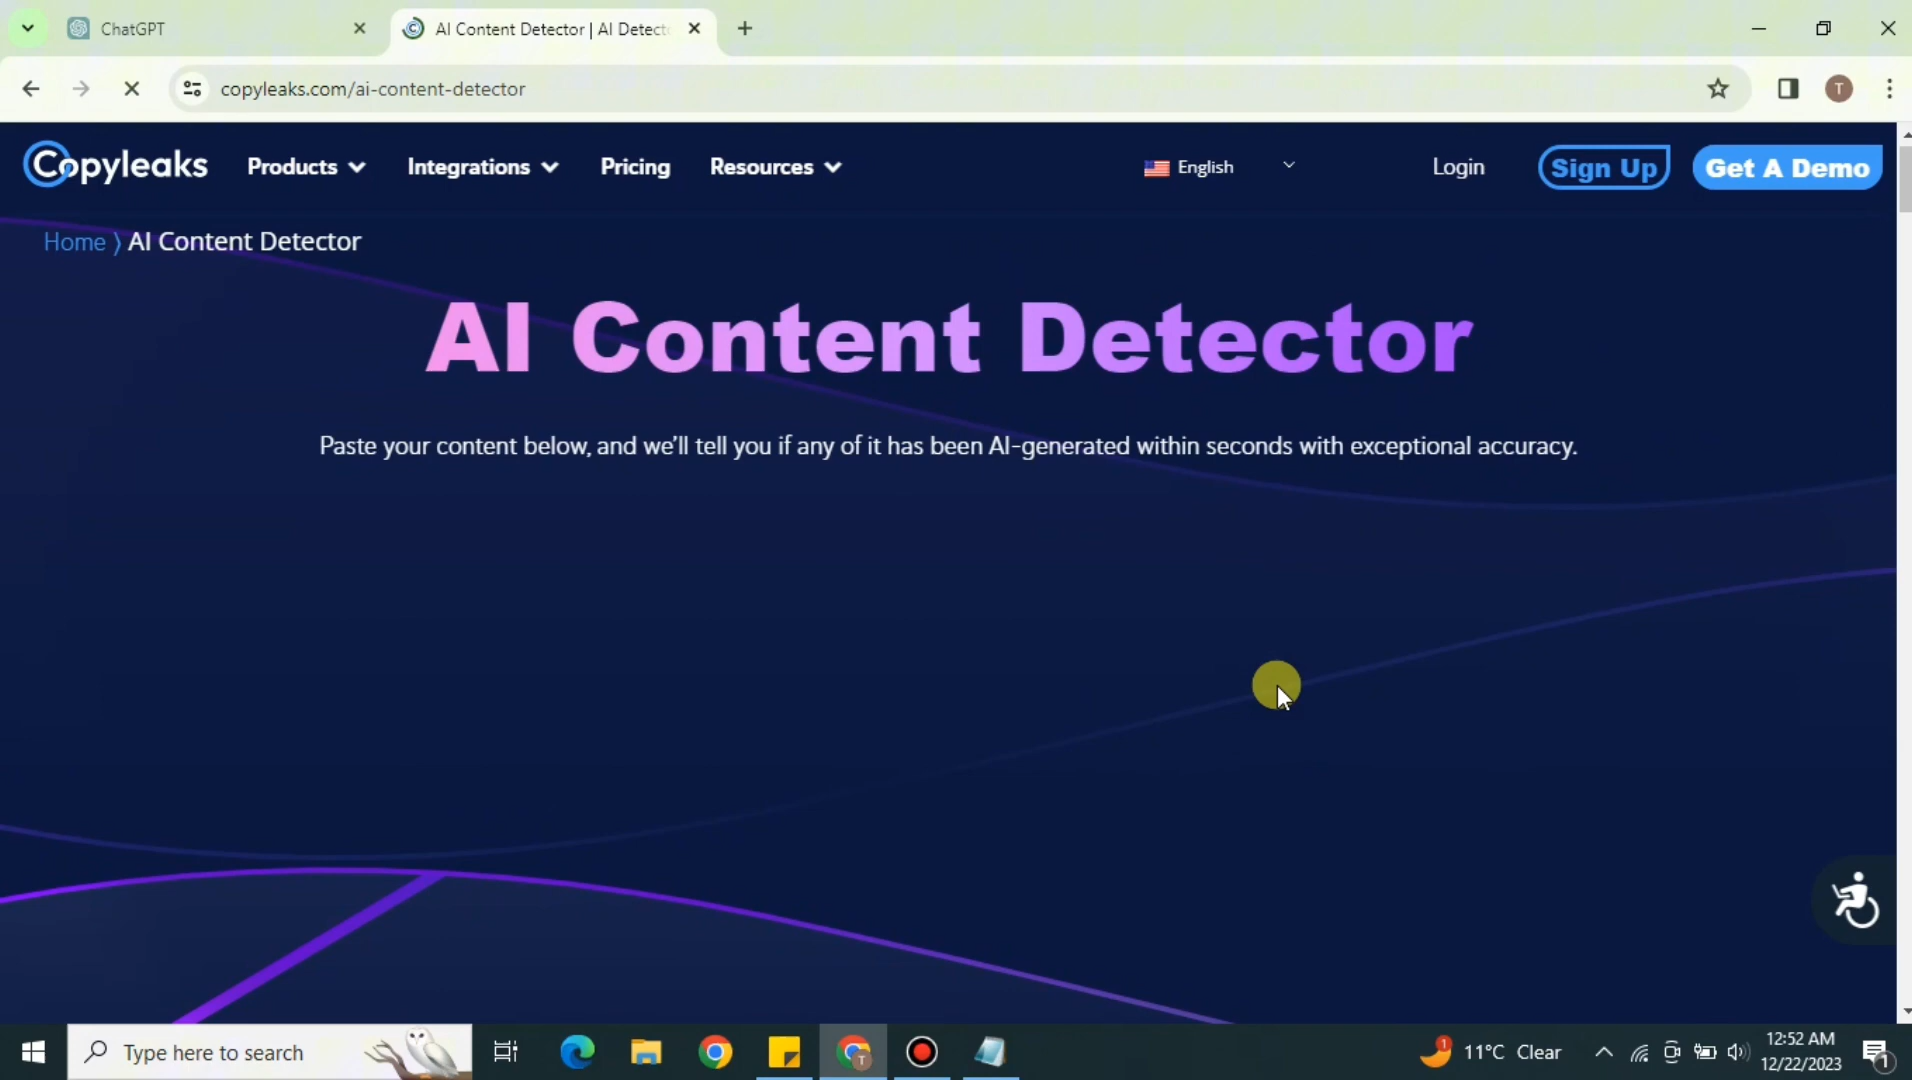 ChatGPT
AI Content Detector | AI Detect
copyleaks.com/ai-content-detector
Copyleaks
Products
Integrations
Pricing
Resources
English
Login
Sign Up
Get A Demo
Home ⟩ AI Content Detector
AI Content Detector
Paste your content below, and we'll tell you if any of it has been AI-generated within seconds with exceptional accuracy.
Type here to search
T
1
11°C Clear
12:52 AM
12/22/2023
1
T